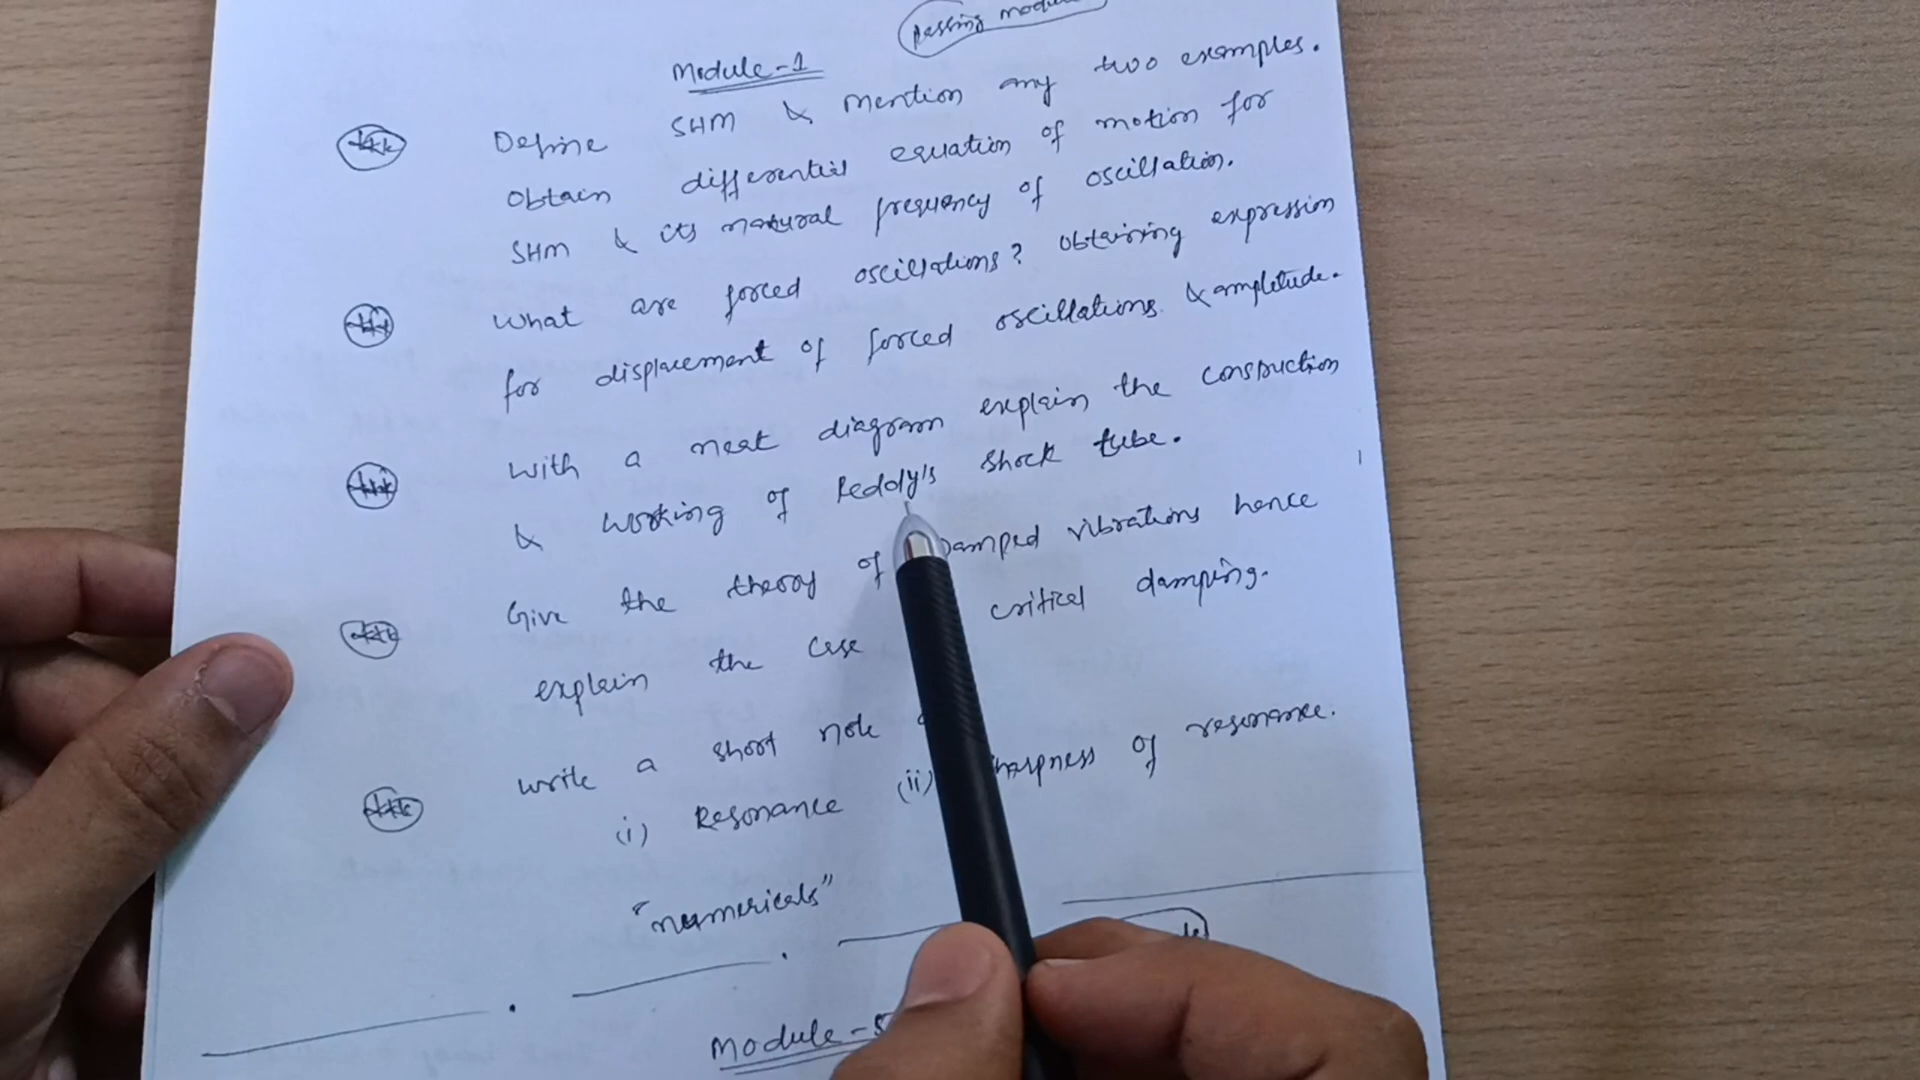 Passing
Module-1
Define SHM & mention any two examples.
Obtain differential equation of motion for
SHM & its natural frequency of oscillation.
What are forced oscillations? Obtaining expression
for displacement of forced oscillations & amplitude.
With a neat diagram explain the construction
& working of Reddy's shock tube.
Give the theory of Damped vibrations hence
explain the case critical damping.
Write a short note
(i) Resonance (ii) sharpness of resonance.
"numericals"
Module-5